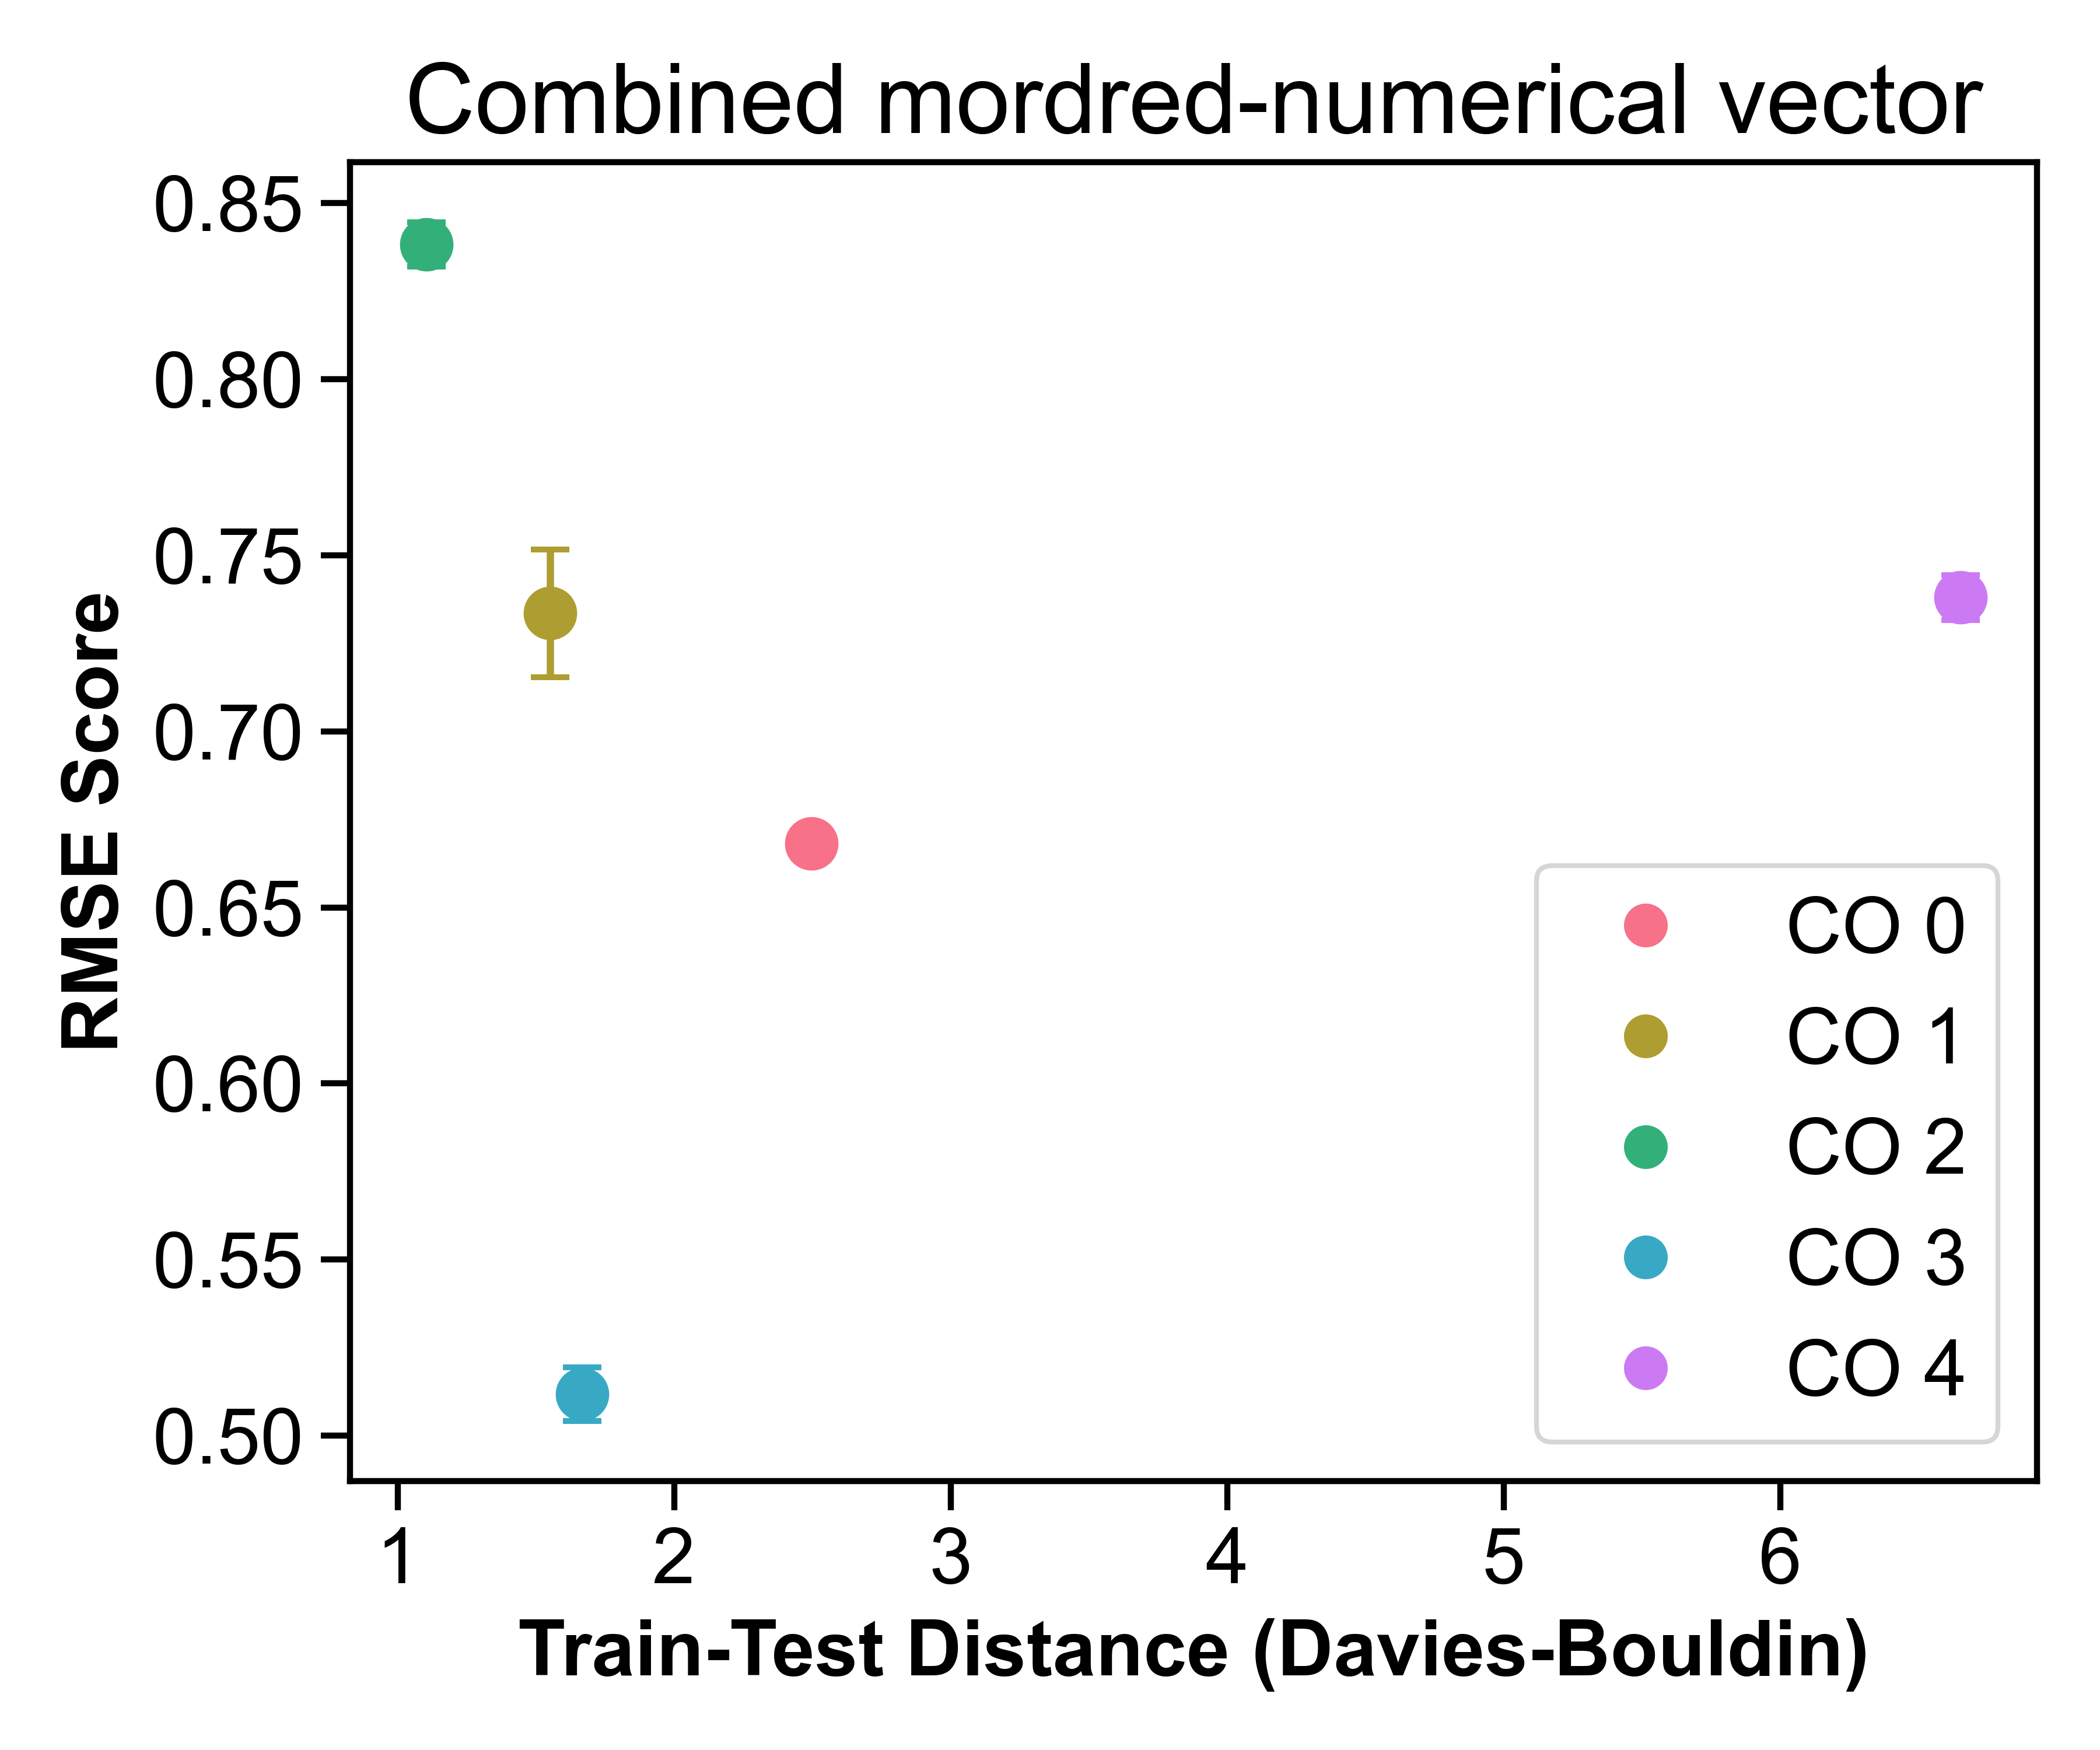 Combined mordred-numerical vector
0.85
0.80
0.75
0.70
0.65
0.60
0.55
0.50
RMSE Score
CO 0
CO 1
CO 2
CO 3
CO 4
1 2 3 4 5 6
Train-Test Distance (Davies-Bouldin)